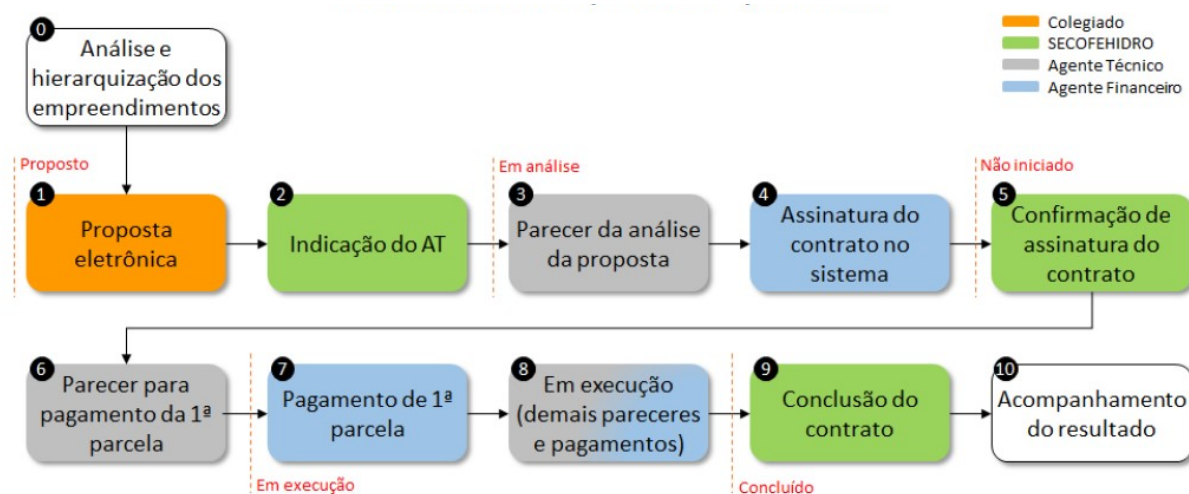 Colegiado
SECOFEHIDRO
Agente Técnico
Agente Financeiro
0
Análise e
hierarquização dos
empreendimentos
Proposto
1
Proposta
eletrônica
2
Indicação do AT
Em análise
3
Parecer da análise
da proposta
4
Assinatura do
contrato no
sistema
Não iniciado
5
Confirmação de
assinatura do
contrato
6
Parecer para
pagamento da 1ª
parcela
Em execução
7
Pagamento de 1ª
parcela
8
Em execução
(demais pareceres
e pagamentos)
Concluído
9
Conclusão do
contrato
10
Acompanhamento
do resultado